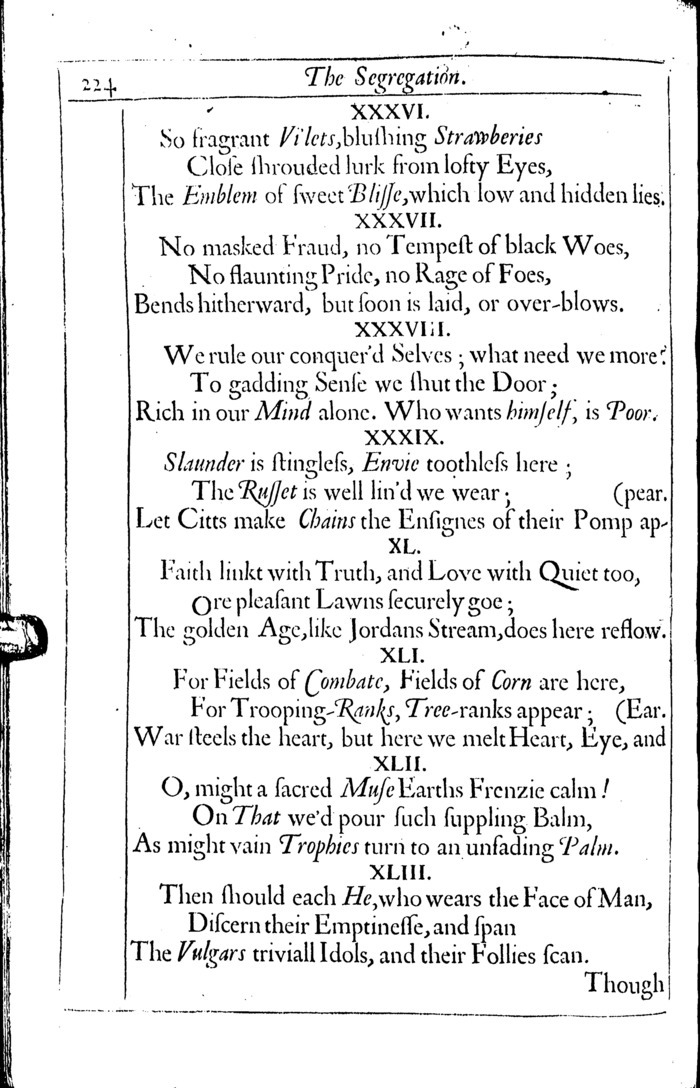 224 The Segregation.
XXXVI.
So fragrant Vi'lets,bluſhing Strawberies
Cloſe ſhrouded lurk from lofty Eyes,
The Emblem of ſweet Bliſſe,which low and hidden lies.
XXXVII.
No masked Fraud, no Tempeſt of black Woes,
No flaunting Pride, no Rage of Foes,
Bends hitherward, but ſoon is laid, or over-blows.
XXXVIII.
We rule our conquer'd Selves ; what need we more?
To gadding Senſe we ſhut the Door ;
Rich in our Mind alone. Who wants himſelf, is Poor.
XXXIX.
Slaunder is ſtingleſs, Envie toothleſs here ;
The Ruſſet is well lin'd we wear ; (pear.
Let Citts make Chains the Enſignes of their Pomp ap-
XL.
Faith linkt with Truth, and Love with Quiet too,
Ore pleaſant Lawns ſecurely goe ;
The golden Age,like Jordans Stream,does here reflow.
XLI.
For Fields of Combate, Fields of Corn are here,
For Trooping-Ranks, Tree-ranks appear ; (Ear.
War ſteels the heart, but here we melt Heart, Eye, and
XLII.
O, might a ſacred Muſe Earths Frenzie calm !
On That we'd pour ſuch ſuppling Balm,
As might vain Trophies turn to an unfading Palm.
XLIII.
Then ſhould each He,who wears the Face of Man,
Diſcern their Emptineſſe, and ſpan
The Vulgars triviall Idols, and their Follies ſcan.
Though